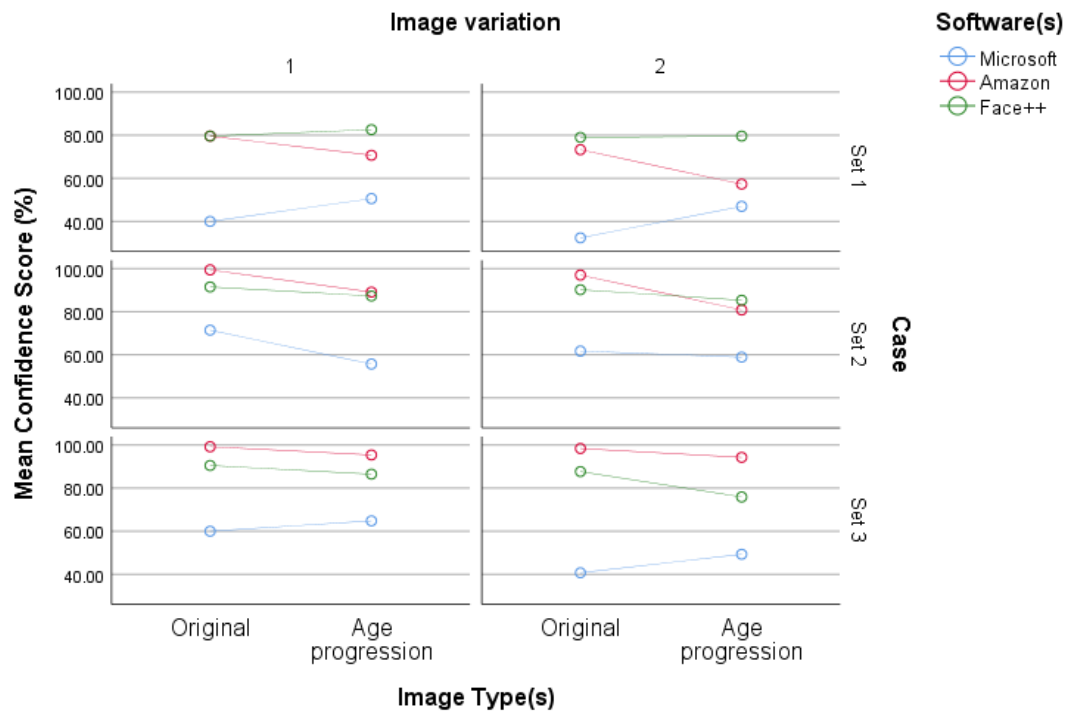 Image variation
Software(s)
1
2
Microsoft
Amazon
Face++
Mean Confidence Score (%)
100.00
80.00
60.00
40.00
Set 1
100.00
80.00
60.00
40.00
Set 2
Case
100.00
80.00
60.00
40.00
Set 3
Original
Age
progression
Original
Age
progression
Image Type(s)